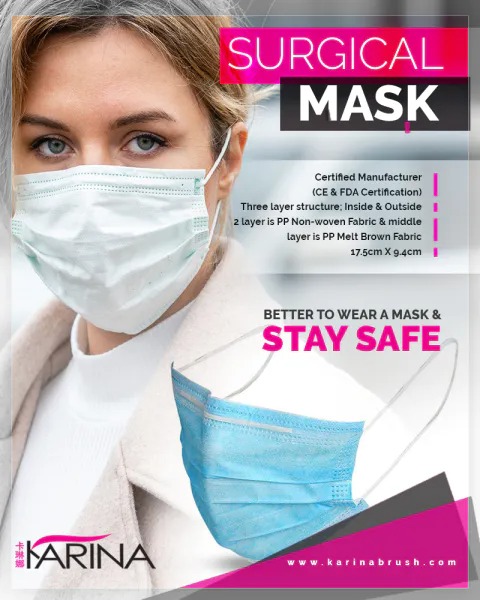 SURGICAL
MASK
Certified Manufacturer
(CE & FDA Certification)
Three layer structure; Inside & Outside
2 layer is PP Non-woven Fabric & middle
layer is PP Melt Brown Fabric
17.5cm X 9.4cm
BETTER TO WEAR A MASK &
STAY SAFE
卡琳娜
KARINA
www.karinabrush.com